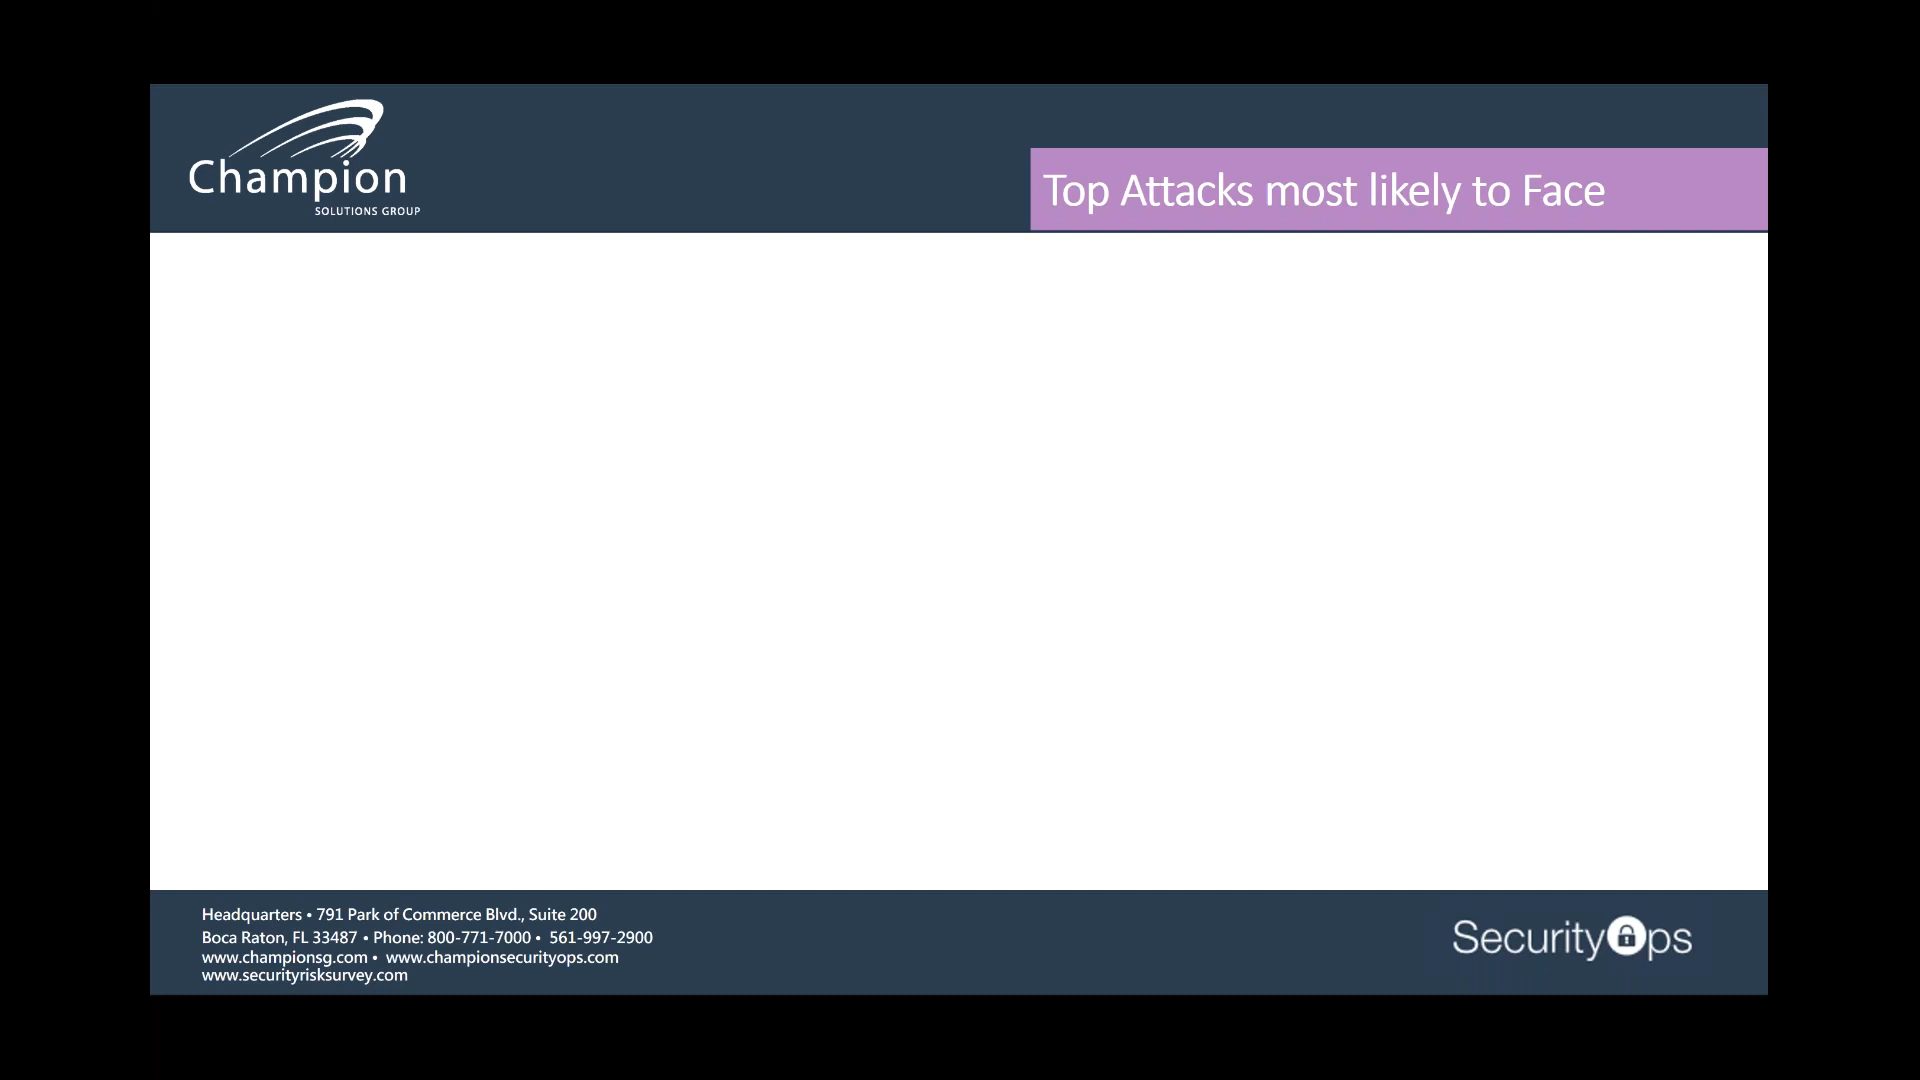 Champion
SOLUTIONS GROUP
Top Attacks most likely to Face
Headquarters • 791 Park of Commerce Blvd., Suite 200
Boca Raton, FL 33487 • Phone: 800-771-7000 • 561-997-2900
www.championsg.com • www.championsecurityops.com
www.securityrisksurvey.com
SecurityOps